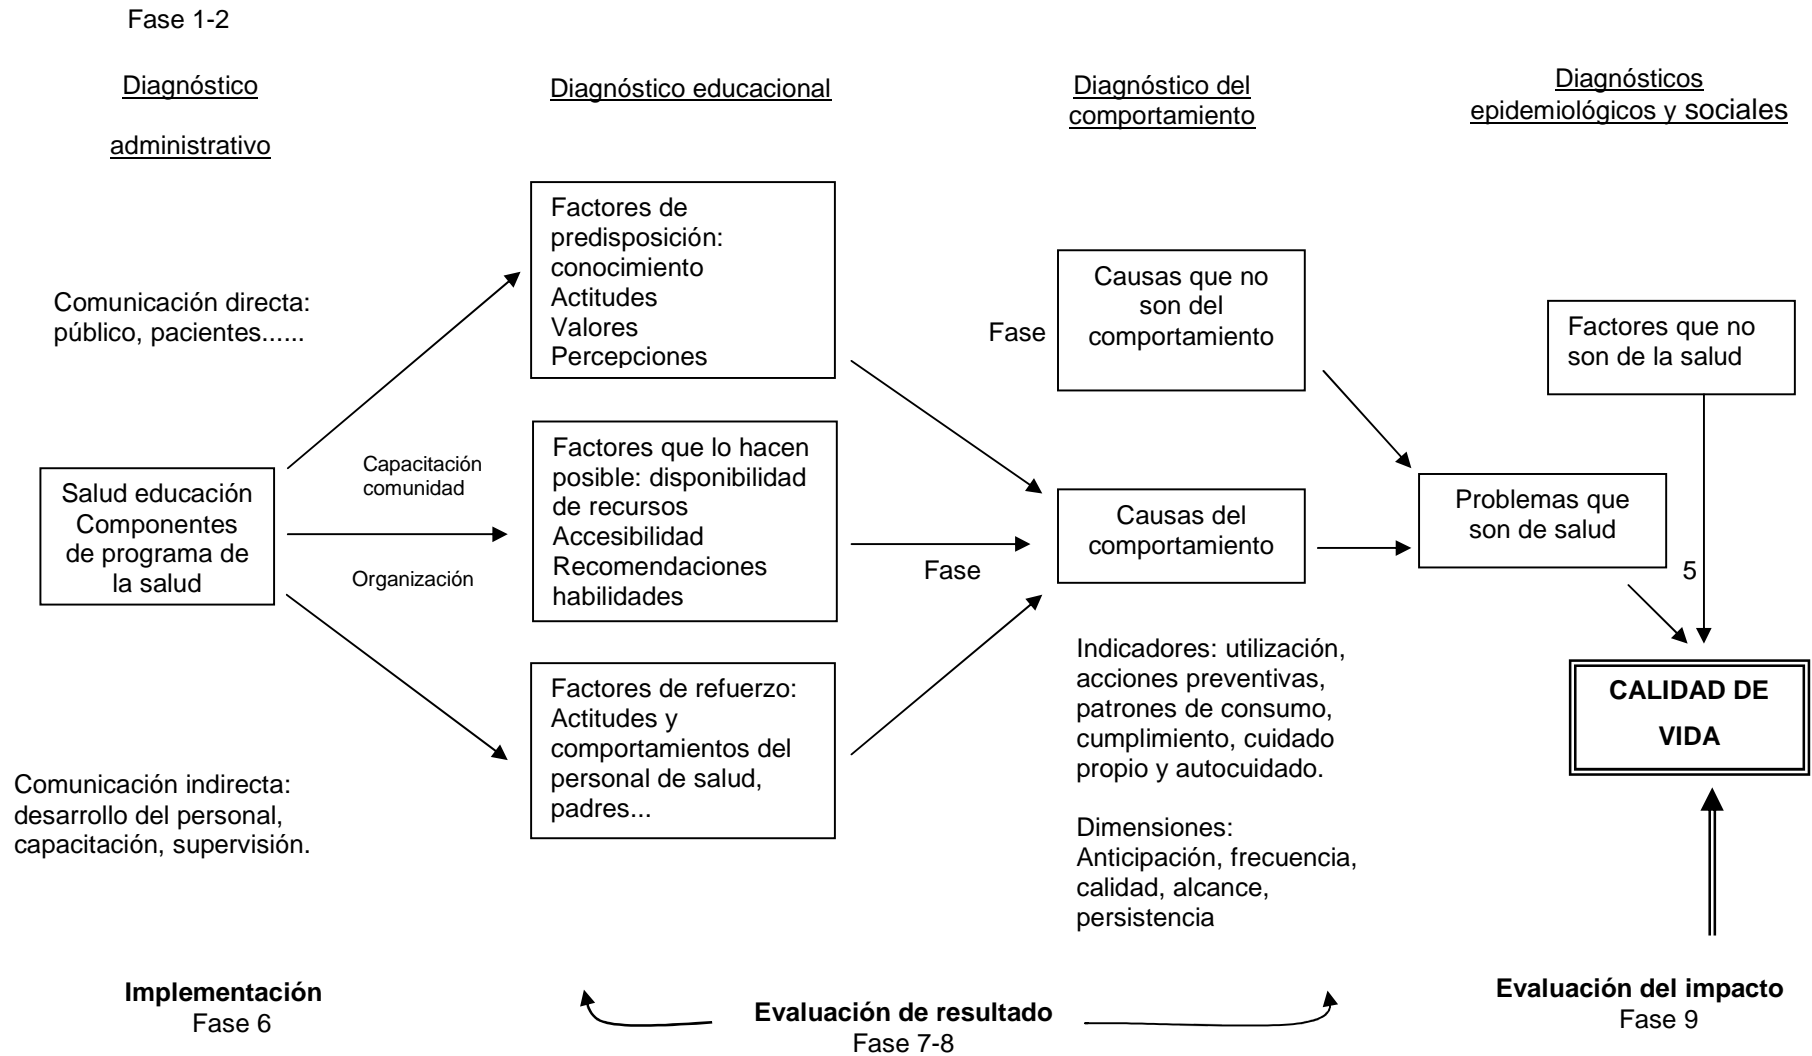 Fase 1-2
Diagnóstico
administrativo
Diagnóstico educacional
Diagnóstico del
comportamiento
Diagnósticos
epidemiológicos y sociales
Comunicación directa:
público, pacientes......
Salud educación
Componentes
de programa de
la salud
Comunicación indirecta:
desarrollo del personal,
capacitación, supervisión.
Capacitación
comunidad
Organización
Factores de
predisposición:
conocimiento
Actitudes
Valores
Percepciones
Factores que lo hacen
posible: disponibilidad
de recursos
Accesibilidad
Recomendaciones
habilidades
Factores de refuerzo:
Actitudes y
comportamientos del
personal de salud,
padres...
Fase
Fase
Causas que no
son del
comportamiento
Causas del
comportamiento
Indicadores: utilización,
acciones preventivas,
patrones de consumo,
cumplimiento, cuidado
propio y autocuidado.
Dimensiones:
Anticipación, frecuencia,
calidad, alcance,
persistencia
Factores que no
son de la salud
Problemas que
son de salud
5
CALIDAD DE
VIDA
Implementación
Fase 6
Evaluación de resultado
Fase 7-8
Evaluación del impacto
Fase 9